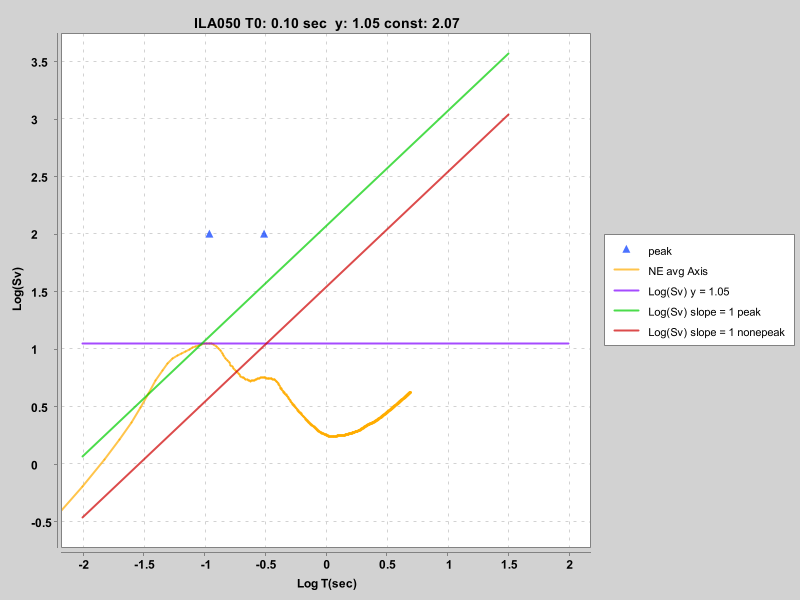 ILA050 T0: 0.10 sec  y: 1.05 const: 2.07
3.5
3
2.5
2
1.5
1
0.5
0
-0.5
Log(Sv)
-2 -1.5 -1 -0.5 0 0.5 1 1.5 2
Log T(sec)
peak
NE avg Axis
Log(Sv) y = 1.05
Log(Sv) slope = 1 peak
Log(Sv) slope = 1 nonepeak